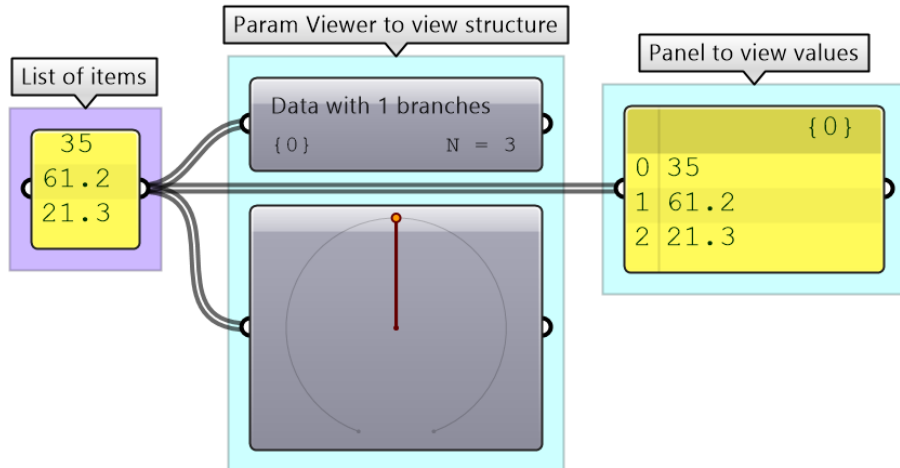 Param Viewer to view structure
List of items
Panel to view values
35
61.2
21.3
Data with 1 branches
{0} N = 3
{0}
0 35
1 61.2
2 21.3